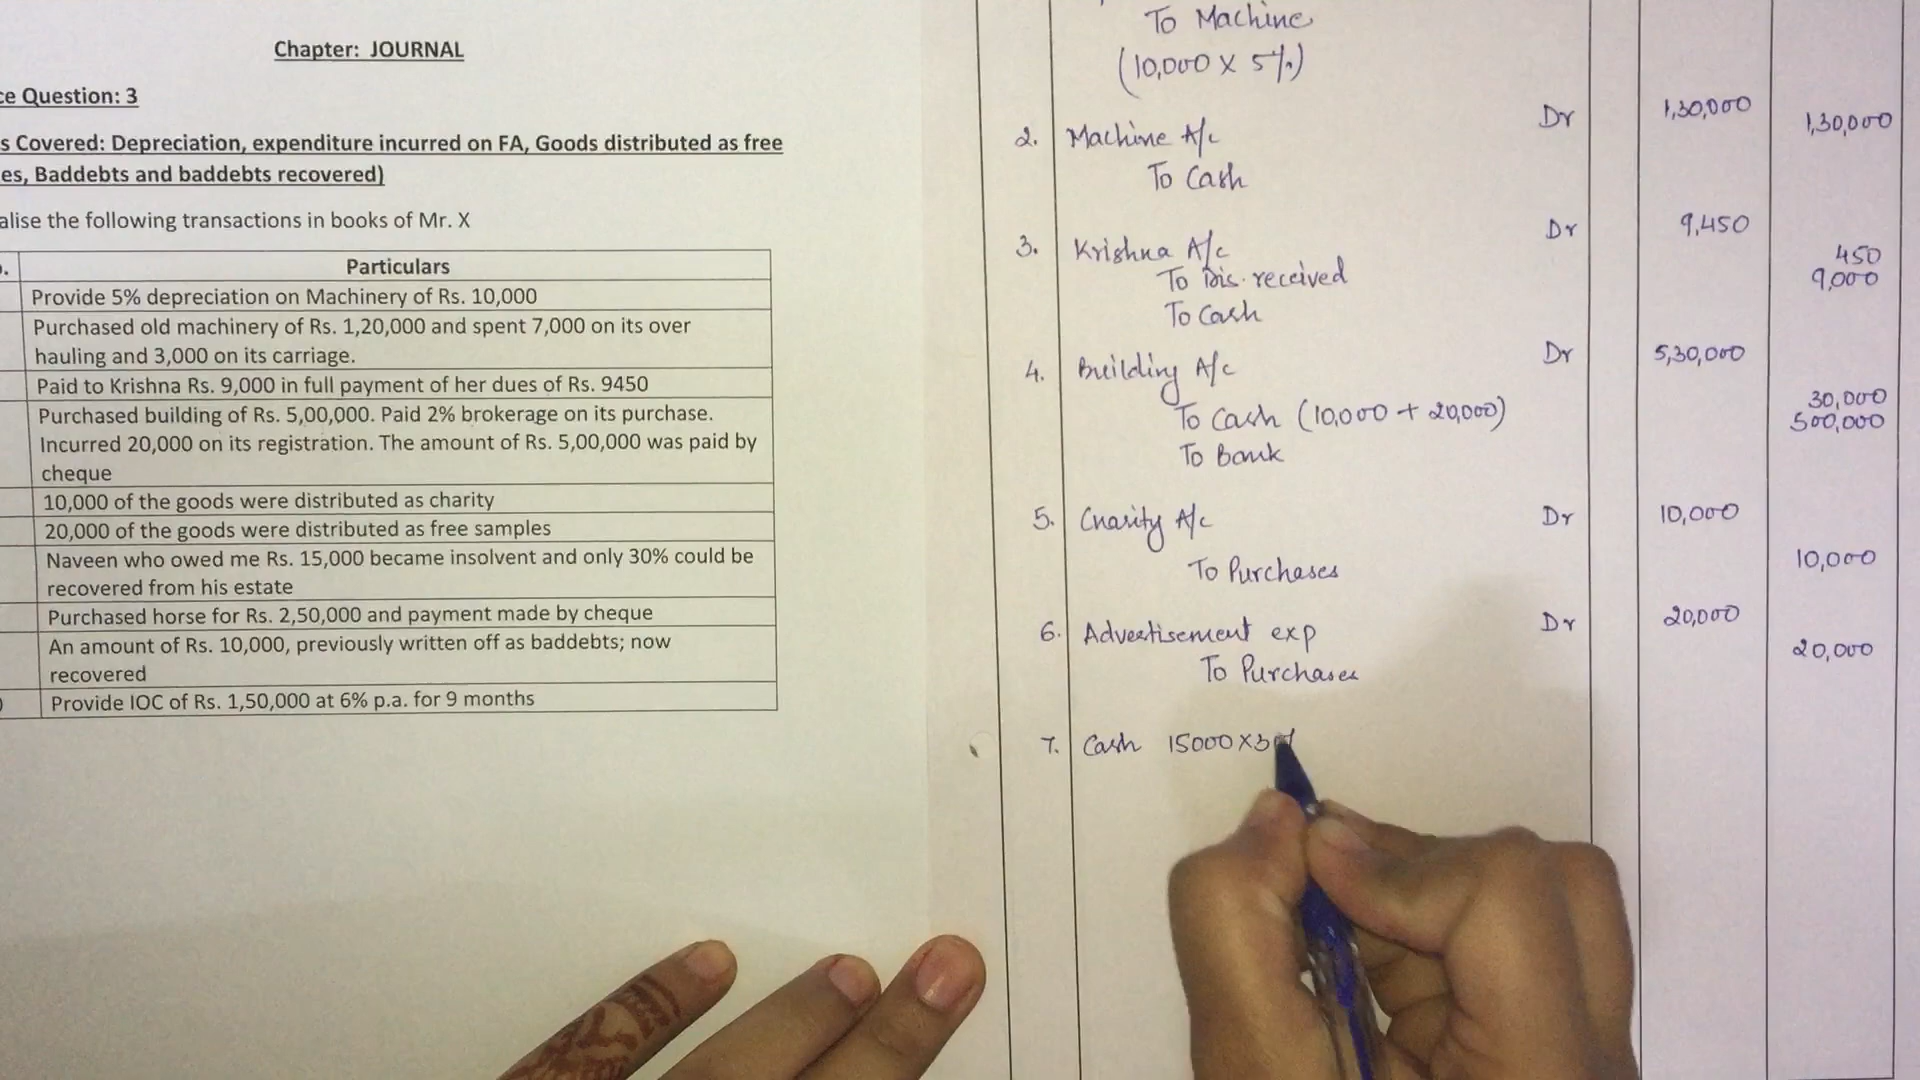 Chapter: JOURNAL
ce Question: 3
s Covered: Depreciation, expenditure incurred on FA, Goods distributed as free
es, Baddebts and baddebts recovered)
alise the following transactions in books of Mr. X
Particulars
Provide 5% depreciation on Machinery of Rs. 10,000
Purchased old machinery of Rs. 1,20,000 and spent 7,000 on its over
hauling and 3,000 on its carriage.
Paid to Krishna Rs. 9,000 in full payment of her dues of Rs. 9450
Purchased building of Rs. 5,00,000. Paid 2% brokerage on its purchase.
Incurred 20,000 on its registration. The amount of Rs. 5,00,000 was paid by
cheque
10,000 of the goods were distributed as charity
20,000 of the goods were distributed as free samples
Naveen who owed me Rs. 15,000 became insolvent and only 30% could be
recovered from his estate
Purchased horse for Rs. 2,50,000 and payment made by cheque
An amount of Rs. 10,000, previously written off as baddebts; now
recovered
Provide IOC of Rs. 1,50,000 at 6% p.a. for 9 months
To Machine
(10,000 X 5%)
2. Machine A/c Dr 1,30,000
To Cash 1,30,000
3. Krishna A/c Dr 9,450
To Dis. received 450
To Cash 9,000
4. Building A/c Dr 5,30,000
To Cash (10,000 + 20,000) 30,000
To Bank 500,000
5. Charity A/c Dr 10,000
To Purchases 10,000
6. Advertisement exp Dr 20,000
To Purchases 20,000
7. Cash 15000 X 3